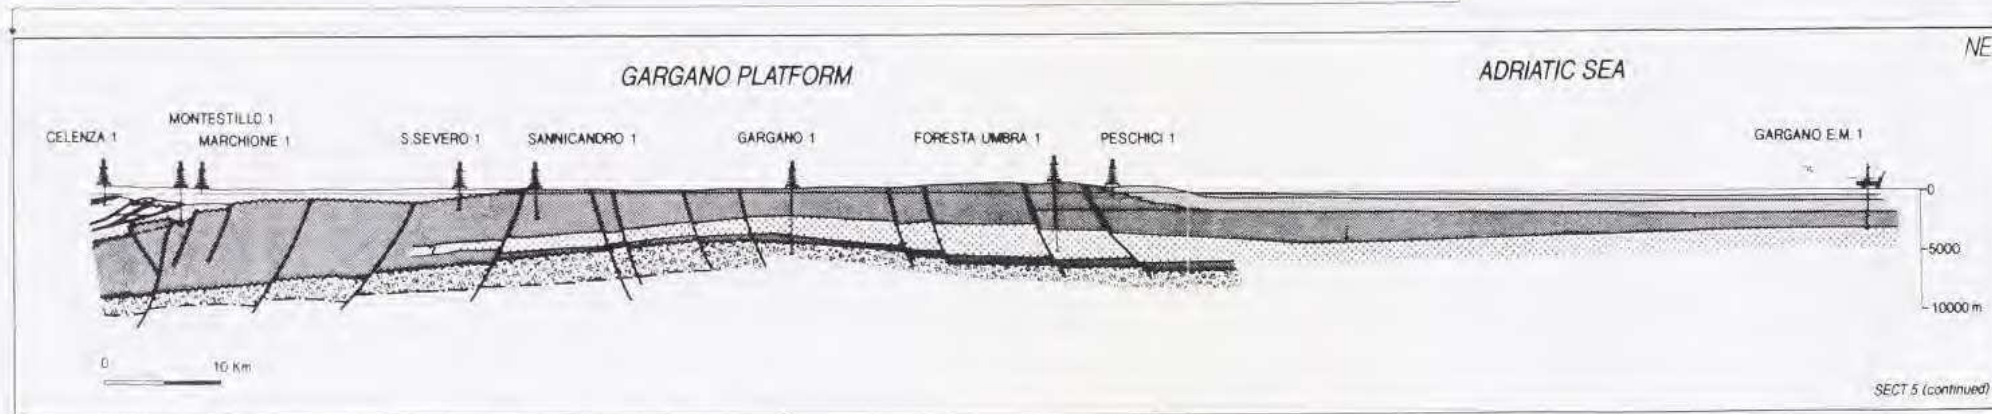 NE
GARGANO PLATFORM
ADRIATIC SEA
MONTESTILLO 1
CELENZA 1
MARCHIONE 1
S.SEVERO 1
SANNICANDRO 1
GARGANO 1
FORESTA UMBRA 1
PESCHICI 1
GARGANO E.M. 1
0
5000
10000 m
0
10 Km
SECT 5 (continued)